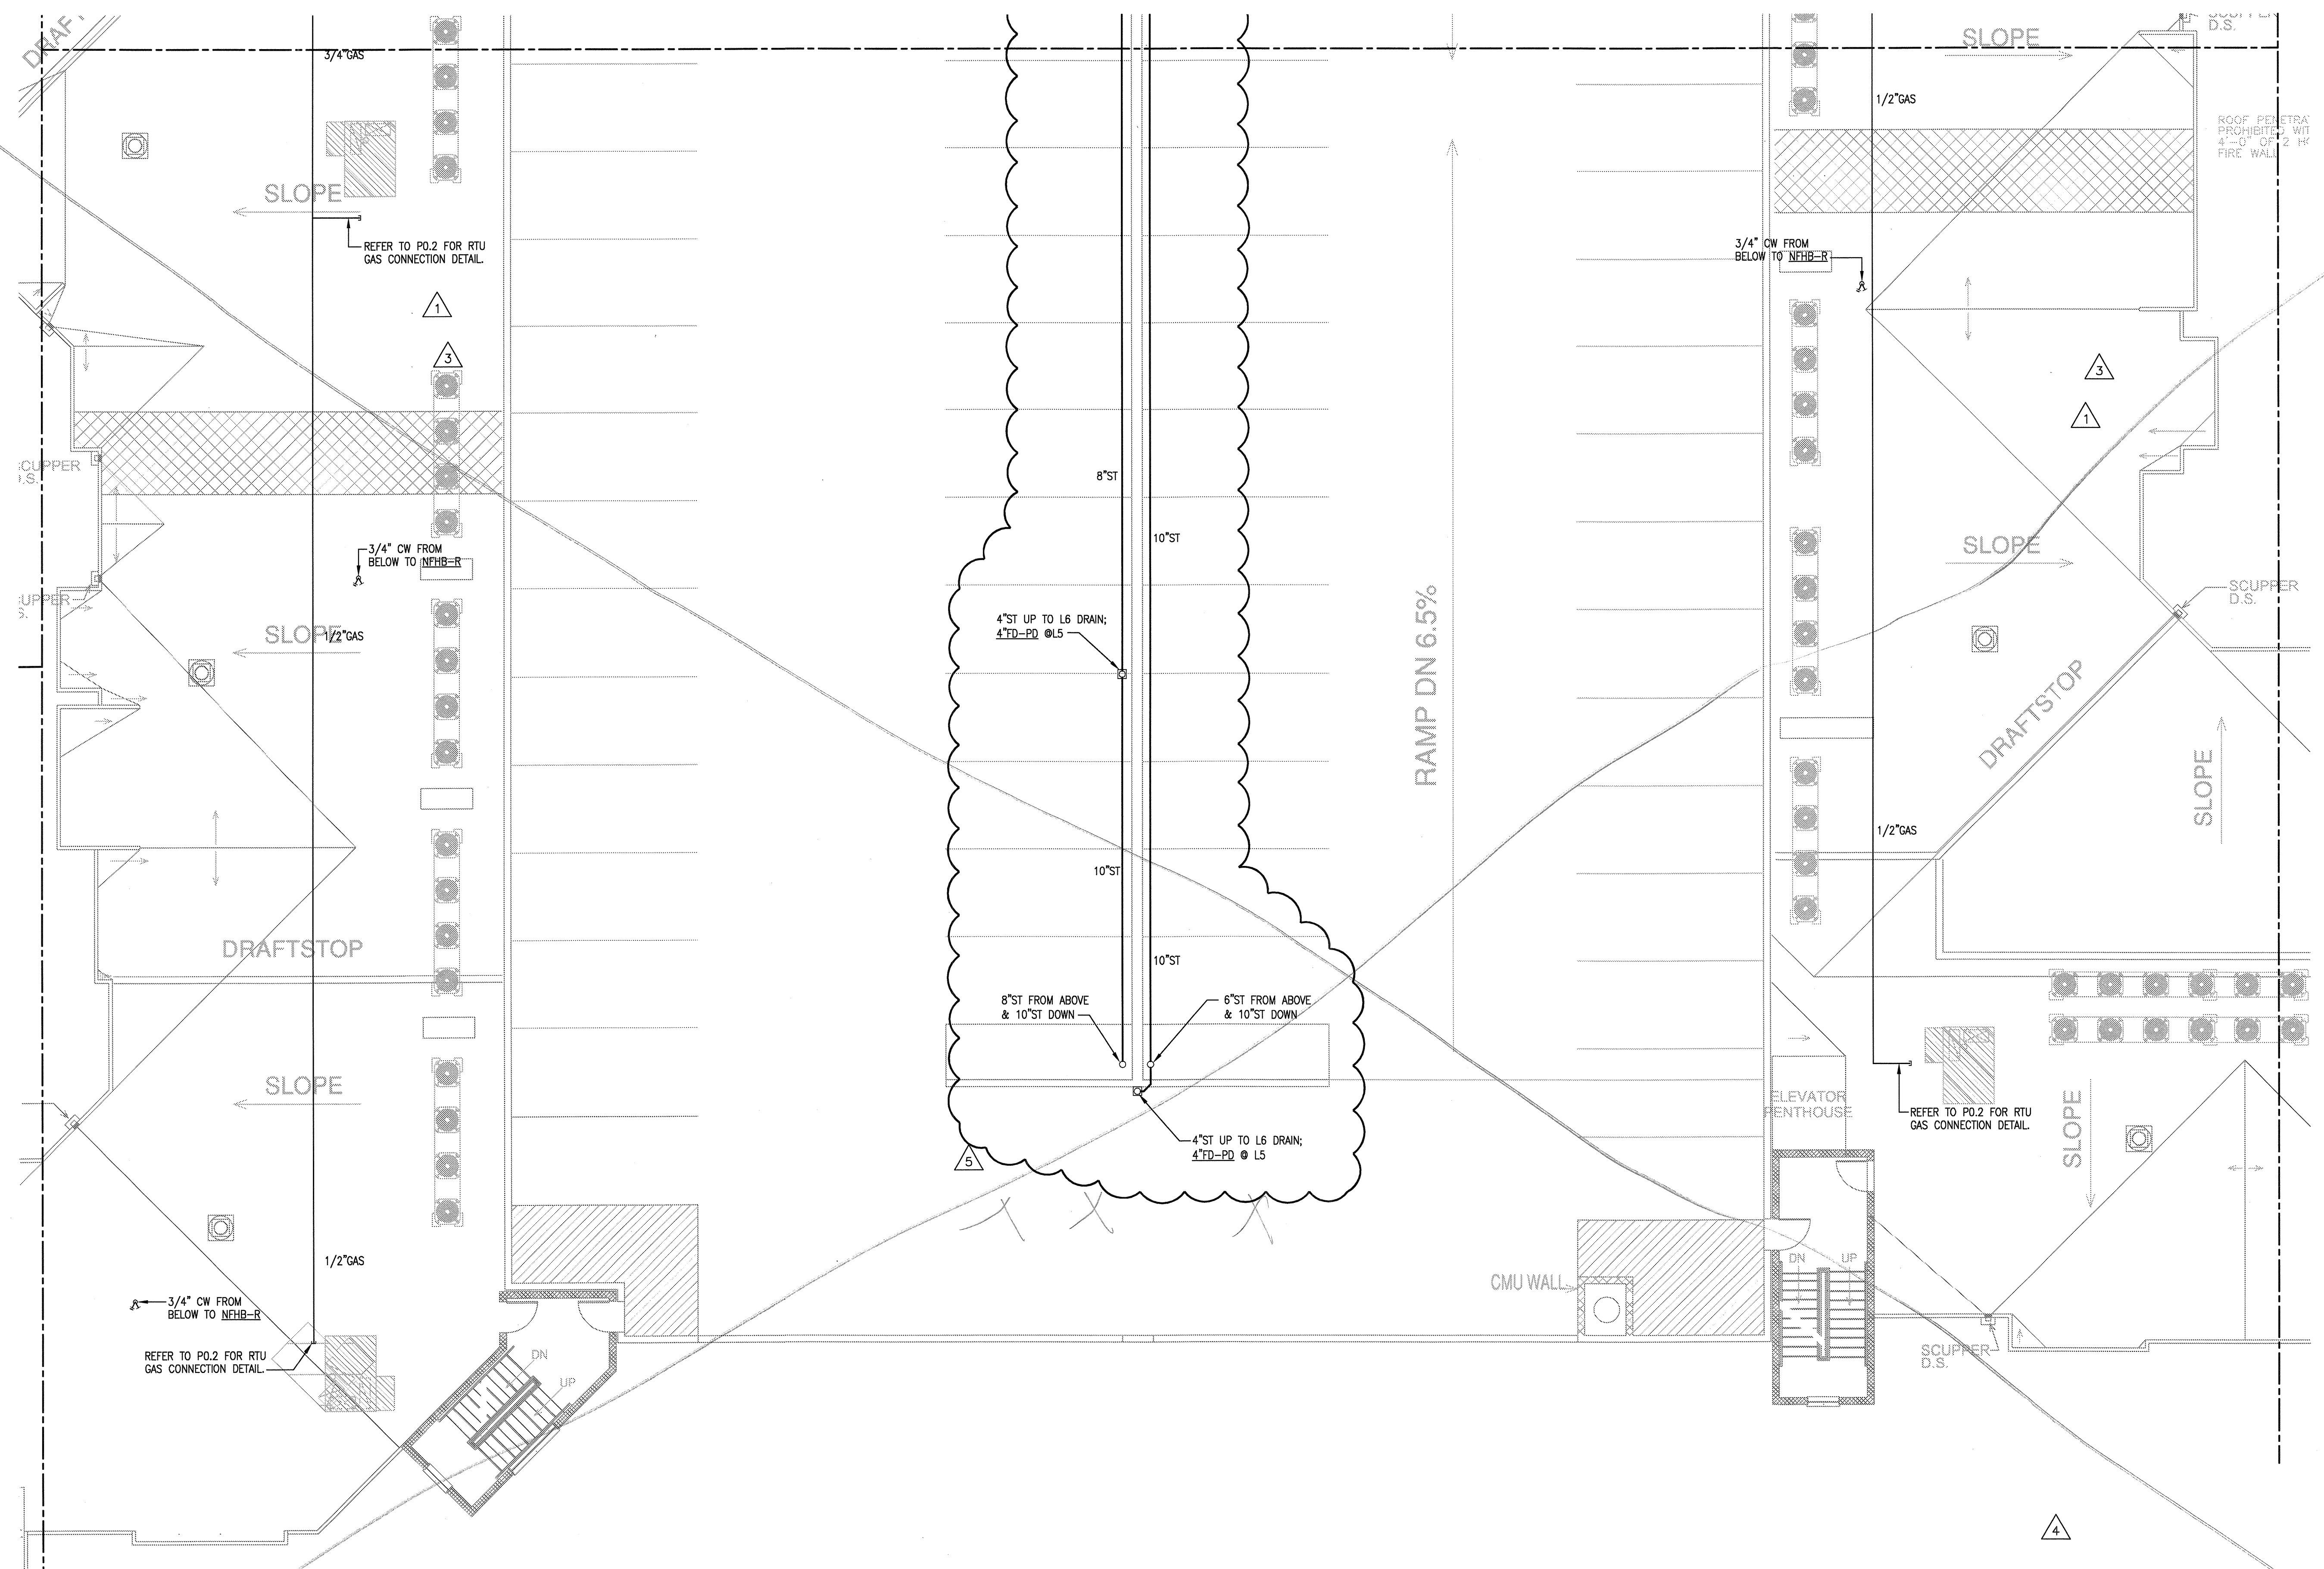 3/4"GAS
SLOPE
REFER TO P0.2 FOR RTU
GAS CONNECTION DETAIL.
1
3
3/4" CW FROM
BELOW TO NFHB-R
SLOPE
1/2"GAS
DRAFTSTOP
SLOPE
1/2"GAS
3/4" CW FROM
BELOW TO NFHB-R
REFER TO P0.2 FOR RTU
GAS CONNECTION DETAIL.
DN
UP
8"ST
10"ST
4"ST UP TO L6 DRAIN;
4"FD-PD @L5
10"ST
10"ST
8"ST FROM ABOVE
& 10"ST DOWN
6"ST FROM ABOVE
& 10"ST DOWN
4"ST UP TO L6 DRAIN;
4"FD-PD @ L5
5
RAMP DN 6.5%
CMU WALL
D.S.
SLOPE
1/2"GAS
FIRE WALL
3/4" CW FROM
BELOW TO NFHB-R
3
1
SLOPE
SCUPPER
D.S.
DRAFTSTOP
SLOPE
1/2"GAS
ELEVATOR
PENTHOUSE
REFER TO P0.2 FOR RTU
GAS CONNECTION DETAIL.
SLOPE
DN
UP
SCUPPER
D.S.
4